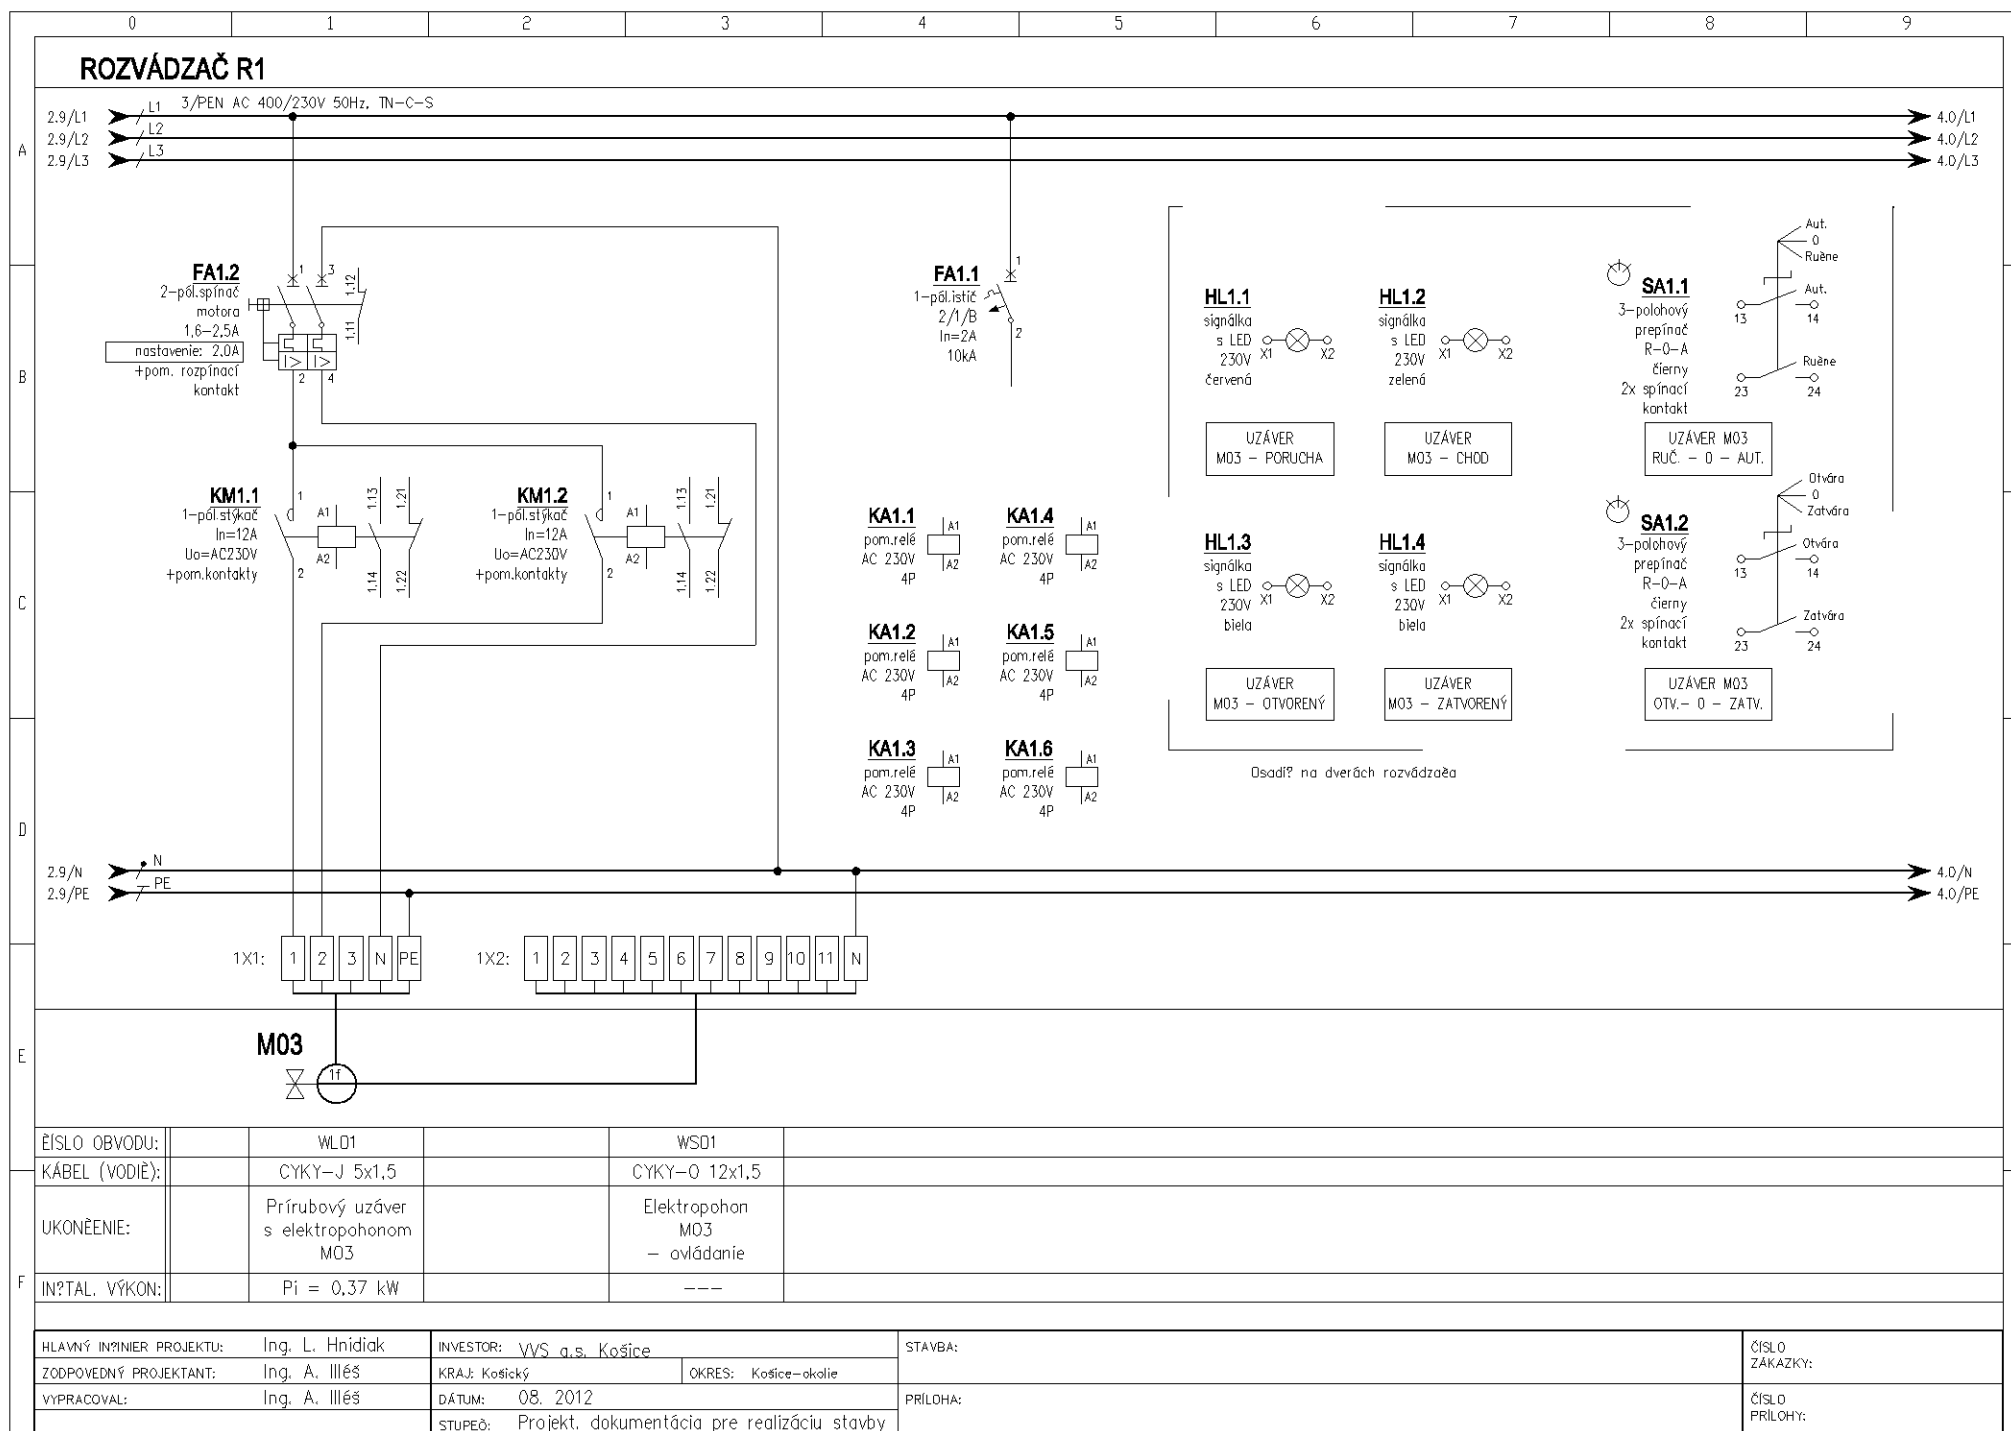 0 1 2 3 4 5 6 7 8 9
ROZVÁDZAČ R1
3/PEN AC 400/230V 50Hz, TN-C-S
A
2.9/L1 L1 4.0/L1
2.9/L2 L2 4.0/L2
2.9/L3 L3 4.0/L3
B
FA1.2
2-pól.spínač
motora
1,6-2,5A
nastavenie: 2,0A
+pom. rozpínací
kontakt
1 3
1.12
1.11
I> I>
2 4
FA1.1
1-pól.istič
2/1/B
In=2A
10kA
1
2
HL1.1
signálka
s LED
230V
červená
X1 X2
UZÁVER
M03 - PORUCHA
HL1.2
signálka
s LED
230V
zelená
X1 X2
UZÁVER
M03 - CHOD
SA1.1
3-polohový
prepínač
R-0-A
čierny
2x spínací
kontakt
Aut.
0
Ruène
Aut.
13 14
Ruène
23 24
UZÁVER M03
RUČ. - 0 - AUT.
C
KM1.1
1-pól.stýkač
In=12A
Uo=AC230V
+pom.kontakty
1
2
A1
A2
1.13 1.21
1.14 1.22
KM1.2
1-pól.stýkač
In=12A
Uo=AC230V
+pom.kontakty
1
2
A1
A2
1.13 1.21
1.14 1.22
KA1.1
pom.relé
AC 230V
4P
A1
A2
KA1.4
pom.relé
AC 230V
4P
A1
A2
KA1.2
pom.relé
AC 230V
4P
A1
A2
KA1.5
pom.relé
AC 230V
4P
A1
A2
KA1.3
pom.relé
AC 230V
4P
A1
A2
KA1.6
pom.relé
AC 230V
4P
A1
A2
HL1.3
signálka
s LED
230V
biela
X1 X2
UZÁVER
M03 - OTVORENÝ
HL1.4
signálka
s LED
230V
biela
X1 X2
UZÁVER
M03 - ZATVORENÝ
SA1.2
3-polohový
prepínač
R-0-A
čierny
2x spínací
kontakt
Otvára
0
Zatvára
Otvára
13 14
Zatvára
23 24
UZÁVER M03
OTV.- 0 - ZATV.
Osadi? na dverách rozvádzaèa
D
2.9/N N 4.0/N
2.9/PE PE 4.0/PE
1X1: 1 2 3 N PE
1X2: 1 2 3 4 5 6 7 8 9 10 11 N
E
M03
1f
ÈÍSLO OBVODU: WL01 WS01
KÁBEL (VODIÈ): CYKY-J 5x1,5 CYKY-O 12x1,5
UKONÈENIE:
Prírubový uzáver
s elektropohonom
M03
Elektropohon
M03
- ovládanie
F
IN?TAL. VÝKON: Pi = 0,37 kW ---
HLAVNÝ IN?INIER PROJEKTU: Ing. L. Hnidiak
ZODPOVEDNÝ PROJEKTANT: Ing. A. Illéš
VYPRACOVAL: Ing. A. Illéš
INVESTOR: VVS a.s. Košice
KRAJ: Košický OKRES: Košice-okolie
DÁTUM: 08. 2012
STUPEÒ: Projekt. dokumentácia pre realizáciu stavby
STAVBA:
PRÍLOHA:
ČÍSLO
ZÁKAZKY:
ČÍSLO
PRÍLOHY: